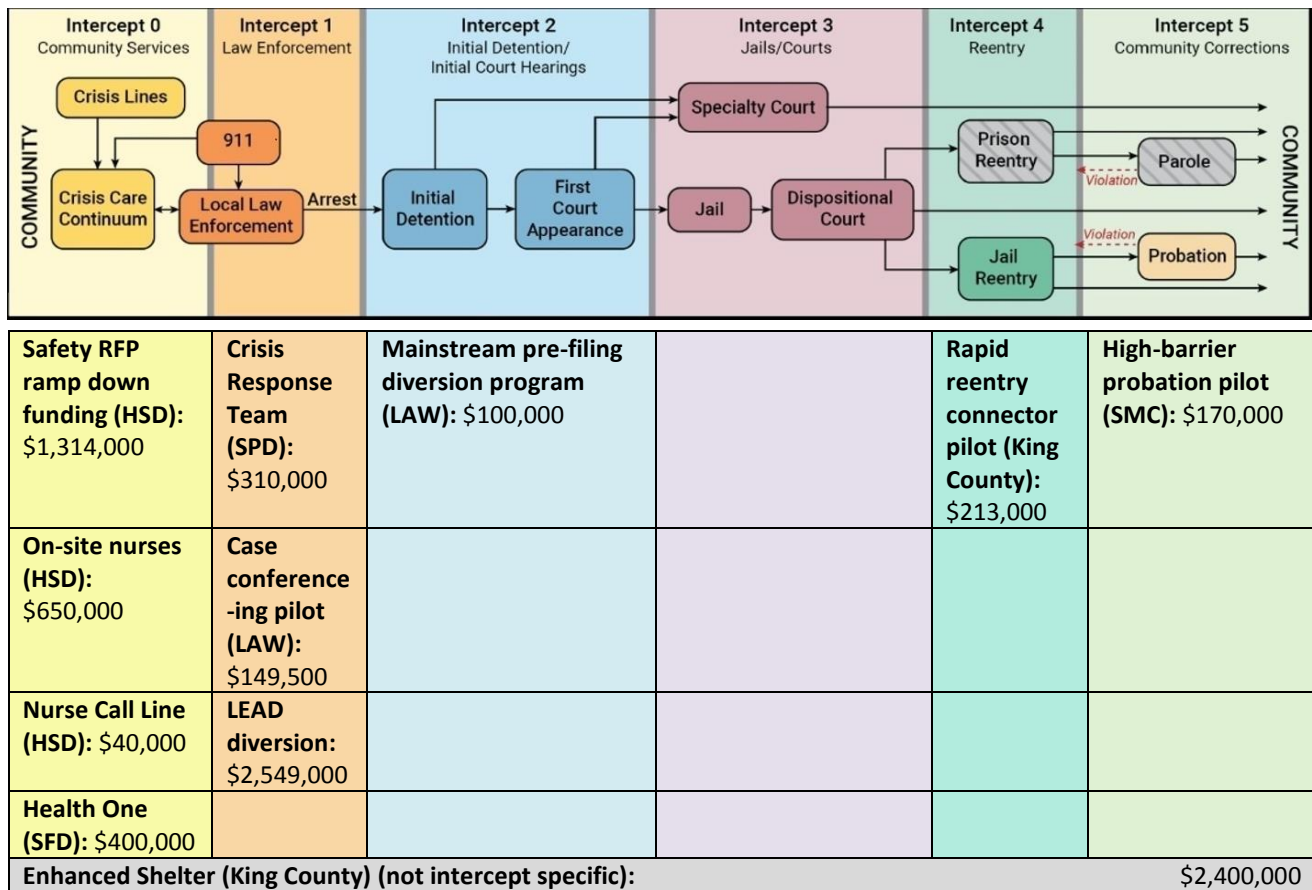 Intercept 0
Community Services
Intercept 1
Law Enforcement
Intercept 2
Initial Detention/
Initial Court Hearings
Intercept 3
Jails/Courts
Intercept 4
Reentry
Intercept 5
Community Corrections
COMMUNITY
Crisis Lines
Crisis Care
Continuum
911
Local Law
Enforcement
Arrest
Initial
Detention
First
Court
Appearance
Specialty Court
Jail
Dispositional
Court
Prison
Reentry
Violation
Parole
Jail
Reentry
Violation
Probation
COMMUNITY
Safety RFP
ramp down
funding (HSD):
$1,314,000
Crisis
Response
Team
(SPD):
$310,000
Mainstream pre-filing
diversion program
(LAW): $100,000
Rapid
reentry
connector
pilot (King
County):
$213,000
High-barrier
probation pilot
(SMC): $170,000
On-site nurses
(HSD):
$650,000
Case
conference
-ing pilot
(LAW):
$149,500
Nurse Call Line
(HSD): $40,000
LEAD
diversion:
$2,549,000
Health One
(SFD): $400,000
Enhanced Shelter (King County) (not intercept specific): $2,400,000